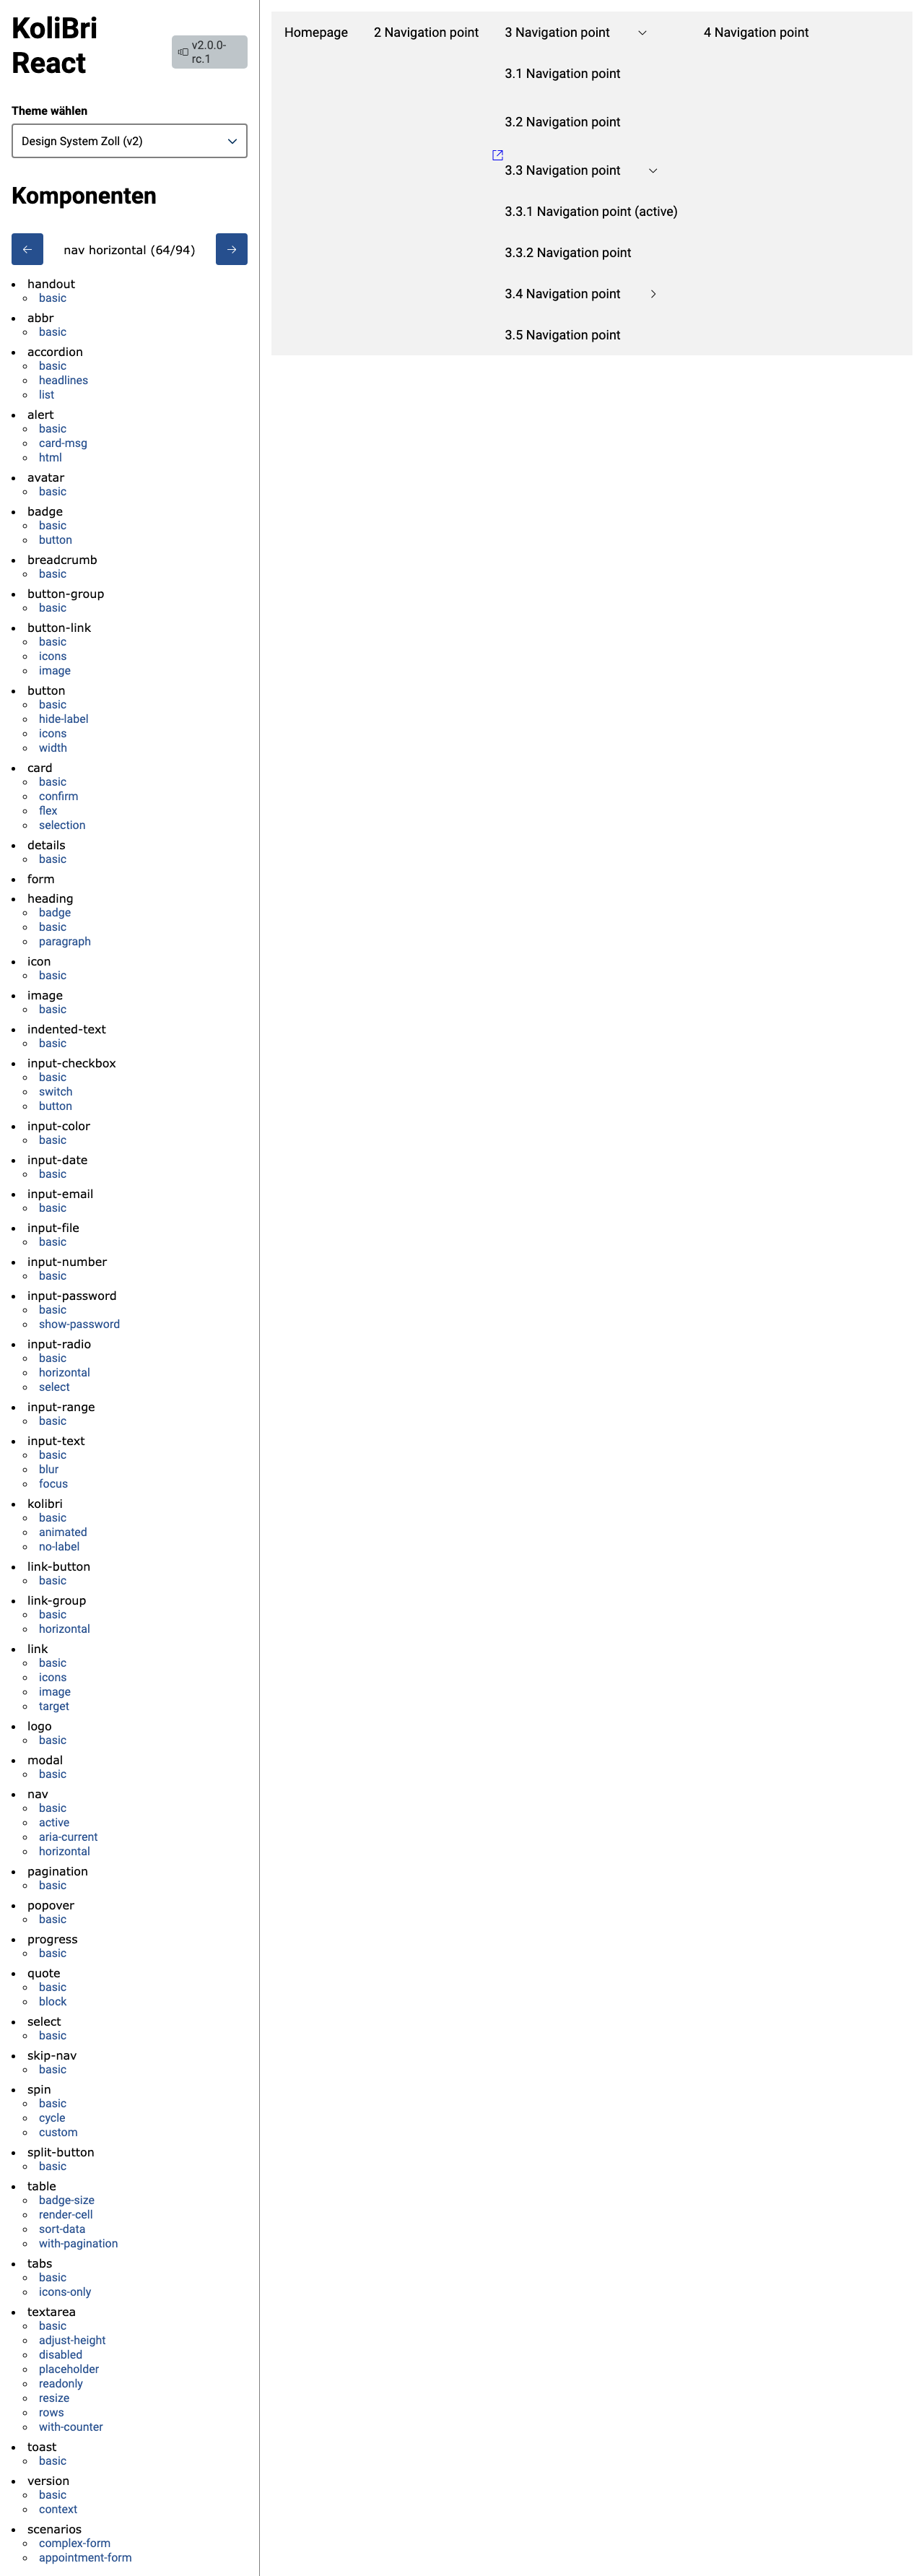 KoliBri
React
v2.0.0-
rc.1
Theme wählen
Design System Zoll (v2)
Komponenten
nav horizontal (64/94)
handout
basic
abbr
basic
accordion
basic
headlines
list
alert
basic
card-msg
html
avatar
basic
badge
basic
button
breadcrumb
basic
button-group
basic
button-link
basic
icons
image
button
basic
hide-label
icons
width
card
basic
confirm
flex
selection
details
basic
form
heading
badge
basic
paragraph
icon
basic
image
basic
indented-text
basic
input-checkbox
basic
switch
button
input-color
basic
input-date
basic
input-email
basic
input-file
basic
input-number
basic
input-password
basic
show-password
input-radio
basic
horizontal
select
input-range
basic
input-text
basic
blur
focus
kolibri
basic
animated
no-label
link-button
basic
link-group
basic
horizontal
link
basic
icons
image
target
logo
basic
modal
basic
nav
basic
active
aria-current
horizontal
pagination
basic
popover
basic
progress
basic
quote
basic
block
select
basic
skip-nav
basic
spin
basic
cycle
custom
split-button
basic
table
badge-size
render-cell
sort-data
with-pagination
tabs
basic
icons-only
textarea
basic
adjust-height
disabled
placeholder
readonly
resize
rows
with-counter
toast
basic
version
basic
context
scenarios
complex-form
appointment-form
Homepage
2 Navigation point
3 Navigation point
3.1 Navigation point
3.2 Navigation point
3.3 Navigation point
3.3.1 Navigation point (active)
3.3.2 Navigation point
3.4 Navigation point
3.5 Navigation point
4 Navigation point